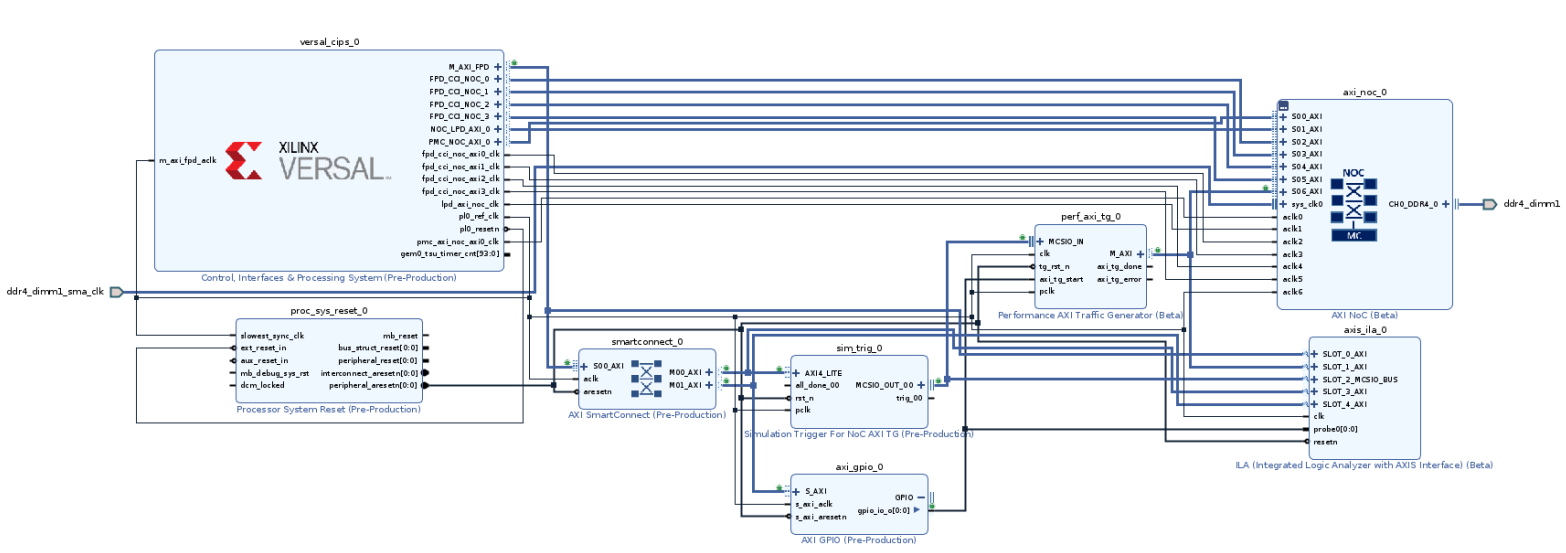 versal_cips_0
M_AXI_FPD
FPD_CCI_NOC_0
FPD_CCI_NOC_1
FPD_CCI_NOC_2
FPD_CCI_NOC_3
NOC_LPD_AXI_0
PMC_NOC_AXI_0
fpd_cci_noc_axi0_clk
m_axi_fpd_aclk
XILINX
VERSAL
fpd_cci_noc_axi1_clk
fpd_cci_noc_axi2_clk
fpd_cci_noc_axi3_clk
lpd_axi_noc_clk
pl0_ref_clk
pl0_resetn
pmc_axi_noc_axi0_clk
gem0_tsu_timer_cnt[93:0]
Control, Interfaces & Processing System (Pre-Production)
ddr4_dimm1_sma_clk
proc_sys_reset_0
slowest_sync_clk
ext_reset_in
aux_reset_in
mb_debug_sys_rst
dcm_locked
mb_reset
bus_struct_reset[0:0]
peripheral_reset[0:0]
interconnect_aresetn[0:0]
peripheral_aresetn[0:0]
Processor System Reset (Pre-Production)
smartconnect_0
S00_AXI
aclk
aresetn
M00_AXI
M01_AXI
AXI SmartConnect (Pre-Production)
sim_trig_0
AXI4_LITE
all_done_00
rst_n
pclk
MCSIO_OUT_00
trig_00
Simulation Trigger For NoC AXI TG (Pre-Production)
axi_gpio_0
S_AXI
s_axi_aclk
s_axi_aresetn
GPIO
gpio_io_o[0:0]
AXI GPIO (Pre-Production)
perf_axi_tg_0
MCSIO_IN
clk
tg_rst_n
axi_tg_start
pclk
M_AXI
axi_tg_done
axi_tg_error
Performance AXI Traffic Generator (Beta)
axi_noc_0
S00_AXI
S01_AXI
S02_AXI
S03_AXI
S04_AXI
S05_AXI
S06_AXI
sys_clk0
aclk0
aclk1
aclk2
aclk3
aclk4
aclk5
aclk6
NOC
MC
CH0_DDR4_0
AXI NoC (Beta)
ddr4_dimm1
axis_ila_0
SLOT_0_AXI
SLOT_1_AXI
SLOT_2_MCSIO_BUS
SLOT_3_AXI
SLOT_4_AXI
clk
probe0[0:0]
resetn
ILA (Integrated Logic Analyzer with AXIS Interface) (Beta)